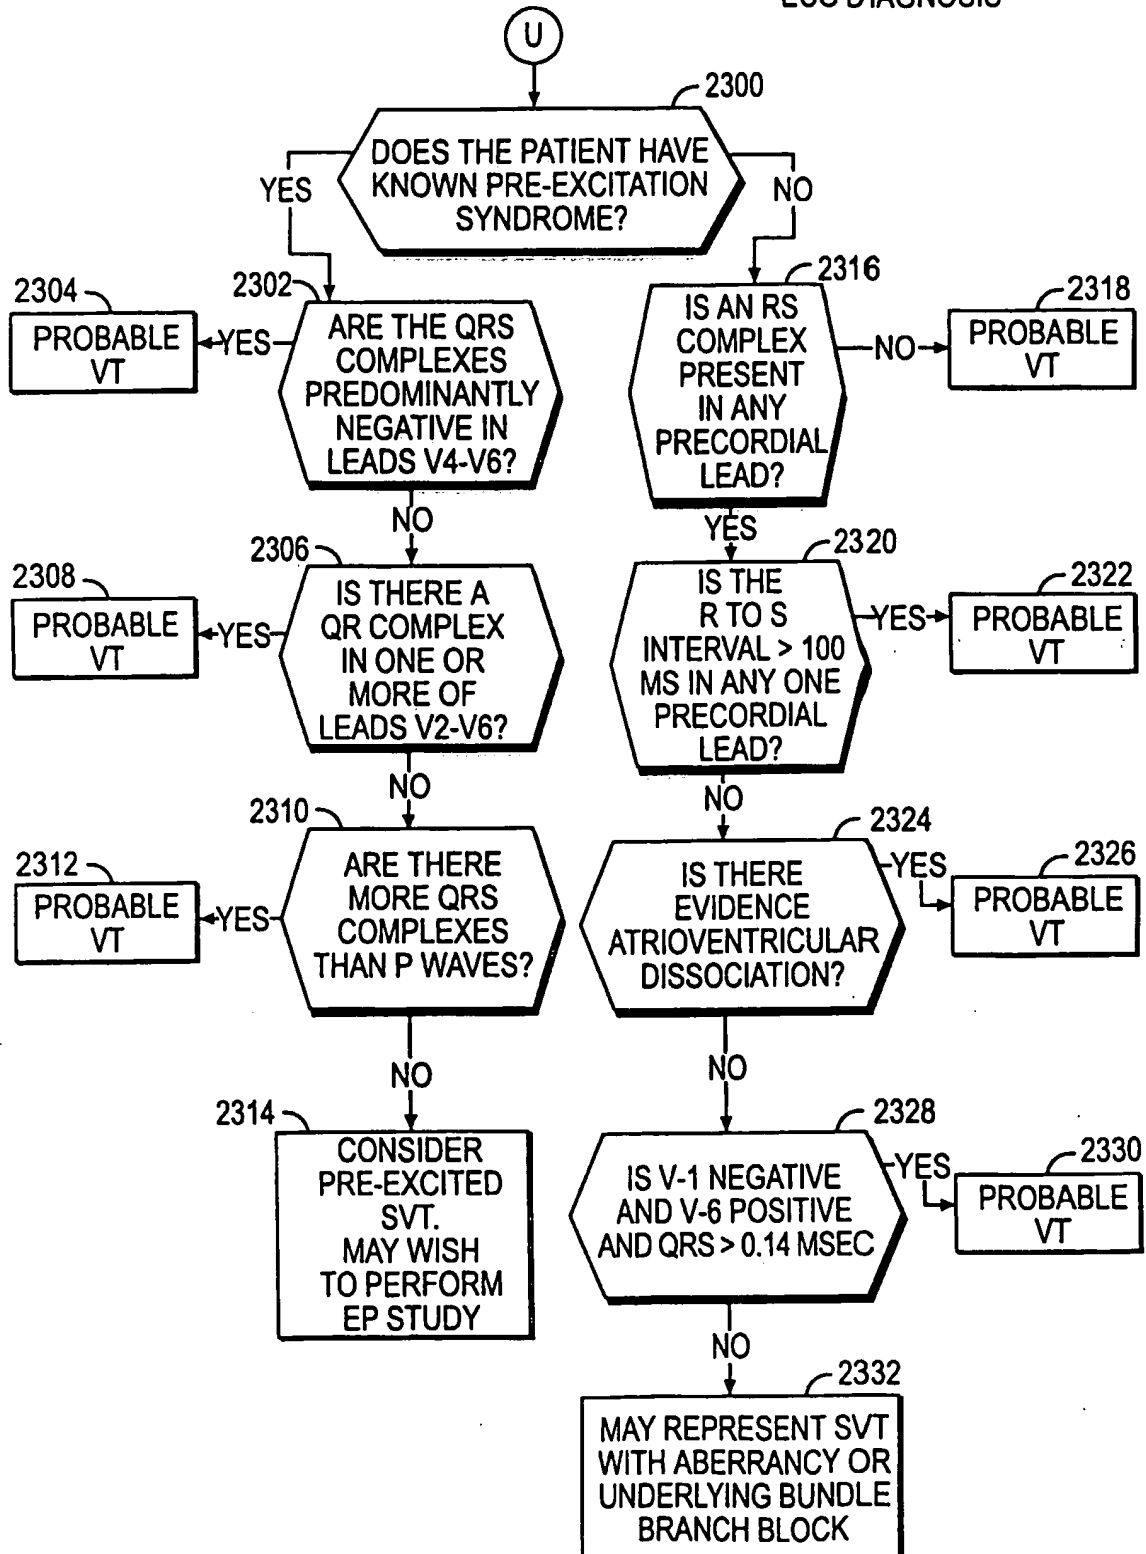 ECG DIAGNOSIS
U
2300
DOES THE PATIENT HAVE
KNOWN PRE-EXCITATION
SYNDROME?
YES
NO
2302
ARE THE QRS
COMPLEXES
PREDOMINANTLY
NEGATIVE IN
LEADS V4-V6?
YES
2304
PROBABLE
VT
NO
2306
IS THERE A
QR COMPLEX
IN ONE OR
MORE OF
LEADS V2-V6?
YES
2308
PROBABLE
VT
NO
2310
ARE THERE
MORE QRS
COMPLEXES
THAN P WAVES?
YES
2312
PROBABLE
VT
NO
2314
CONSIDER
PRE-EXCITED
SVT.
MAY WISH
TO PERFORM
EP STUDY
2316
IS AN RS
COMPLEX
PRESENT
IN ANY
PRECORDIAL
LEAD?
NO
2318
PROBABLE
VT
YES
2320
IS THE
R TO S
INTERVAL > 100
MS IN ANY ONE
PRECORDIAL
LEAD?
YES
2322
PROBABLE
VT
NO
2324
IS THERE
EVIDENCE
ATRIOVENTRICULAR
DISSOCIATION?
YES
2326
PROBABLE
VT
NO
2328
IS V-1 NEGATIVE
AND V-6 POSITIVE
AND QRS > 0.14 MSEC
YES
2330
PROBABLE
VT
NO
2332
MAY REPRESENT SVT
WITH ABERRANCY OR
UNDERLYING BUNDLE
BRANCH BLOCK